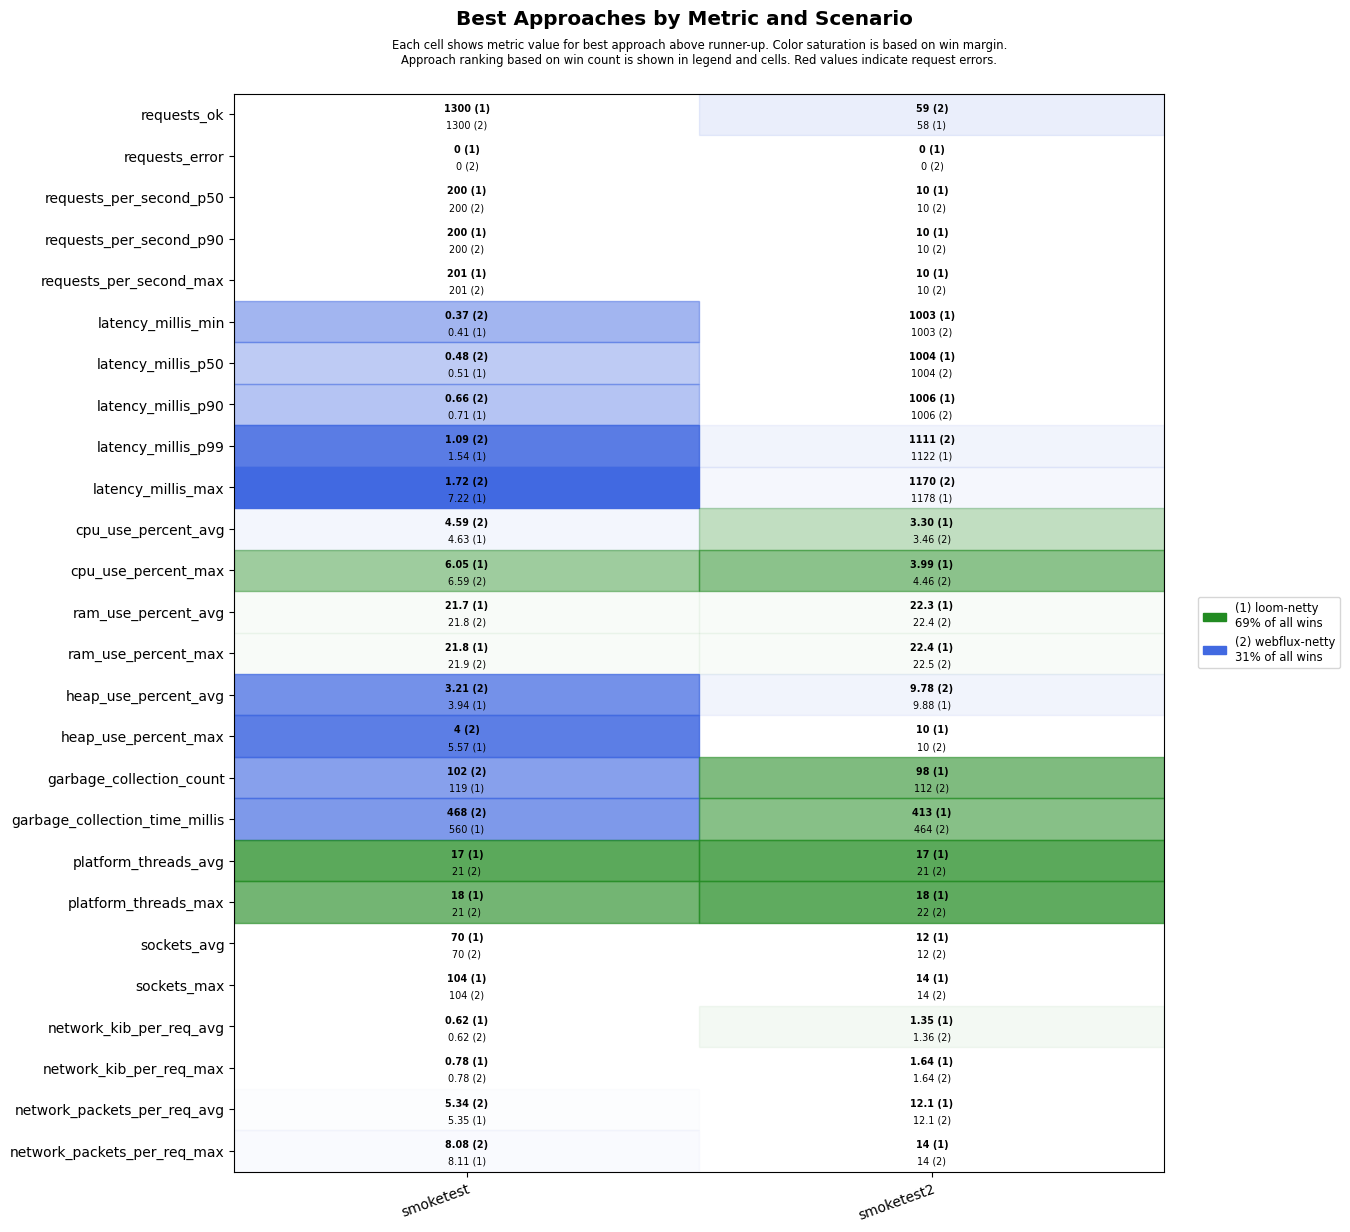 Best Approaches by Metric and Scenario
Each cell shows metric value for best approach above runner-up. Color saturation is based on win margin.
Approach ranking based on win count is shown in legend and cells. Red values indicate request errors.
requests_ok
1300 (1)
1300 (2)
59 (2)
58 (1)
requests_error
0 (1)
0 (2)
0 (1)
0 (2)
requests_per_second_p50
200 (1)
200 (2)
10 (1)
10 (2)
requests_per_second_p90
200 (1)
200 (2)
10 (1)
10 (2)
requests_per_second_max
201 (1)
201 (2)
10 (1)
10 (2)
latency_millis_min
0.37 (2)
0.41 (1)
1003 (1)
1003 (2)
latency_millis_p50
0.48 (2)
0.51 (1)
1004 (1)
1004 (2)
latency_millis_p90
0.66 (2)
0.71 (1)
1006 (1)
1006 (2)
latency_millis_p99
1.09 (2)
1.54 (1)
1111 (2)
1122 (1)
latency_millis_max
1.72 (2)
7.22 (1)
1170 (2)
1178 (1)
cpu_use_percent_avg
4.59 (2)
4.63 (1)
3.30 (1)
3.46 (2)
cpu_use_percent_max
6.05 (1)
6.59 (2)
3.99 (1)
4.46 (2)
ram_use_percent_avg
21.7 (1)
21.8 (2)
22.3 (1)
22.4 (2)
ram_use_percent_max
21.8 (1)
21.9 (2)
22.4 (1)
22.5 (2)
heap_use_percent_avg
3.21 (2)
3.94 (1)
9.78 (2)
9.88 (1)
heap_use_percent_max
4 (2)
5.57 (1)
10 (1)
10 (2)
garbage_collection_count
102 (2)
119 (1)
98 (1)
112 (2)
garbage_collection_time_millis
468 (2)
560 (1)
413 (1)
464 (2)
platform_threads_avg
17 (1)
21 (2)
17 (1)
21 (2)
platform_threads_max
18 (1)
21 (2)
18 (1)
22 (2)
sockets_avg
70 (1)
70 (2)
12 (1)
12 (2)
sockets_max
104 (1)
104 (2)
14 (1)
14 (2)
network_kib_per_req_avg
0.62 (1)
0.62 (2)
1.35 (1)
1.36 (2)
network_kib_per_req_max
0.78 (1)
0.78 (2)
1.64 (1)
1.64 (2)
network_packets_per_req_avg
5.34 (2)
5.35 (1)
12.1 (1)
12.1 (2)
network_packets_per_req_max
8.08 (2)
8.11 (1)
14 (1)
14 (2)
smoketest
smoketest2
(1) loom-netty
69% of all wins
(2) webflux-netty
31% of all wins